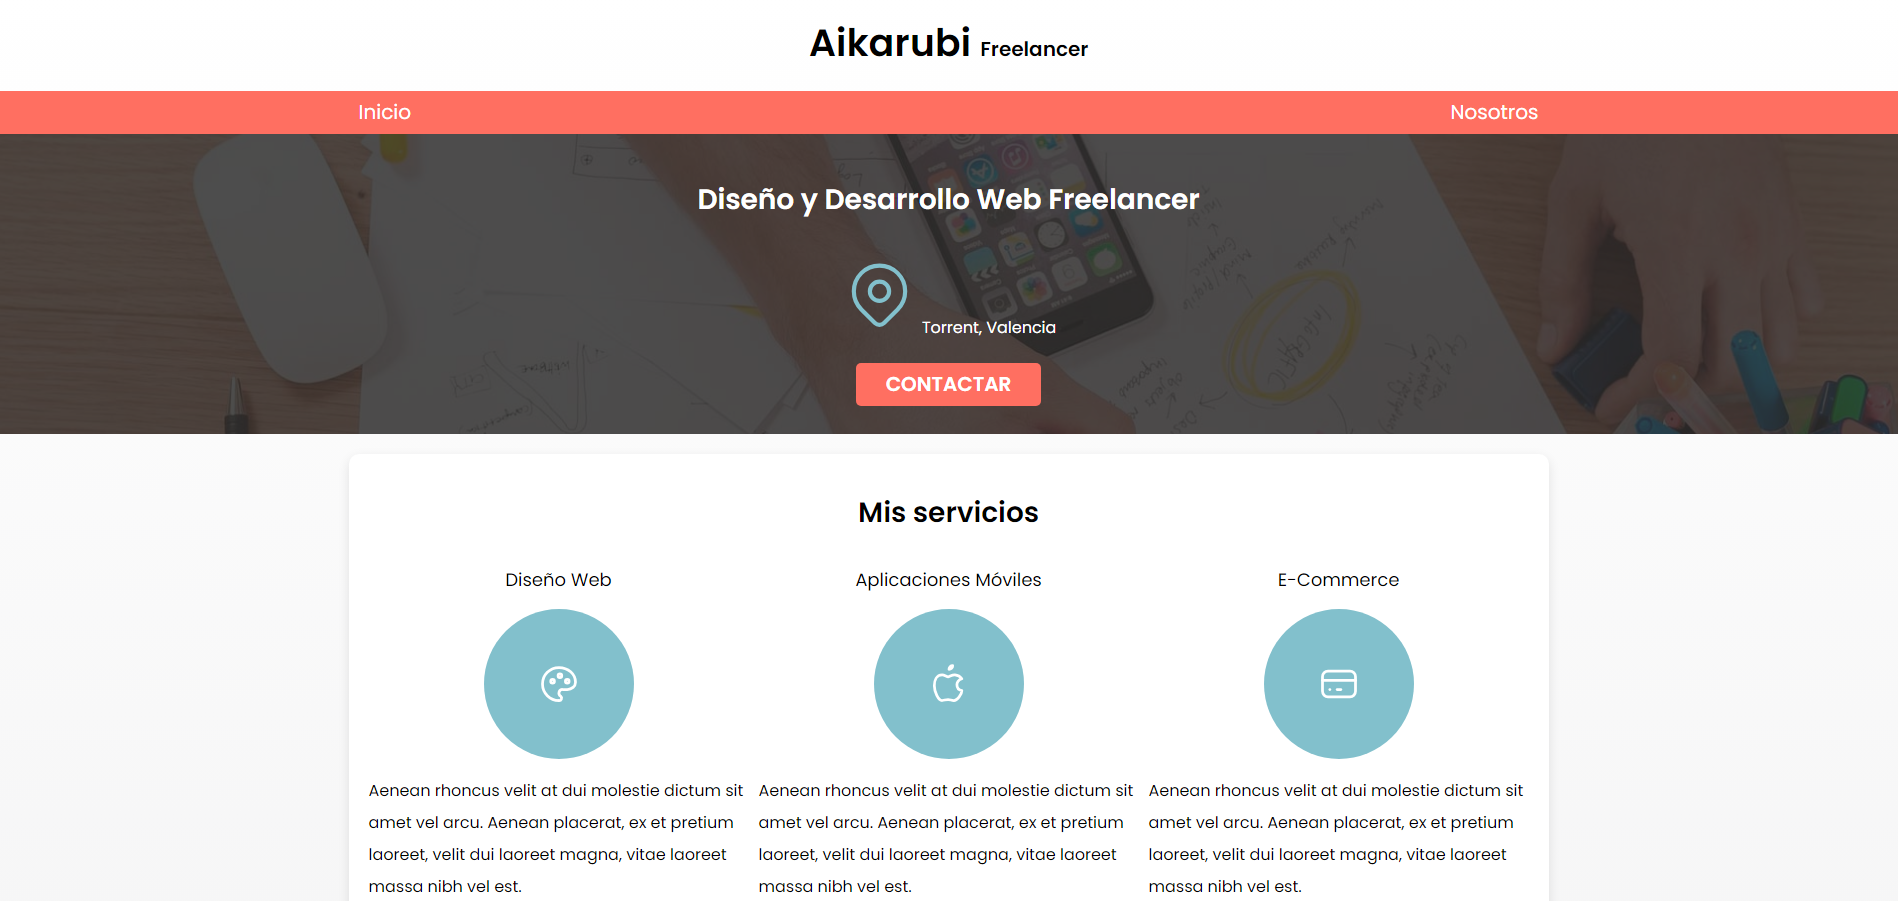 Aikarubi Freelancer
Inicio
Nosotros
Diseño y Desarrollo Web Freelancer
Torrent, Valencia
CONTACTAR
Mis servicios
Diseño Web
Aenean rhoncus velit at dui molestie dictum sit
amet vel arcu. Aenean placerat, ex et pretium
laoreet, velit dui laoreet magna, vitae laoreet
massa nibh vel est.
Aplicaciones Móviles
Aenean rhoncus velit at dui molestie dictum sit
amet vel arcu. Aenean placerat, ex et pretium
laoreet, velit dui laoreet magna, vitae laoreet
massa nibh vel est.
E-Commerce
Aenean rhoncus velit at dui molestie dictum sit
amet vel arcu. Aenean placerat, ex et pretium
laoreet, velit dui laoreet magna, vitae laoreet
massa nibh vel est.